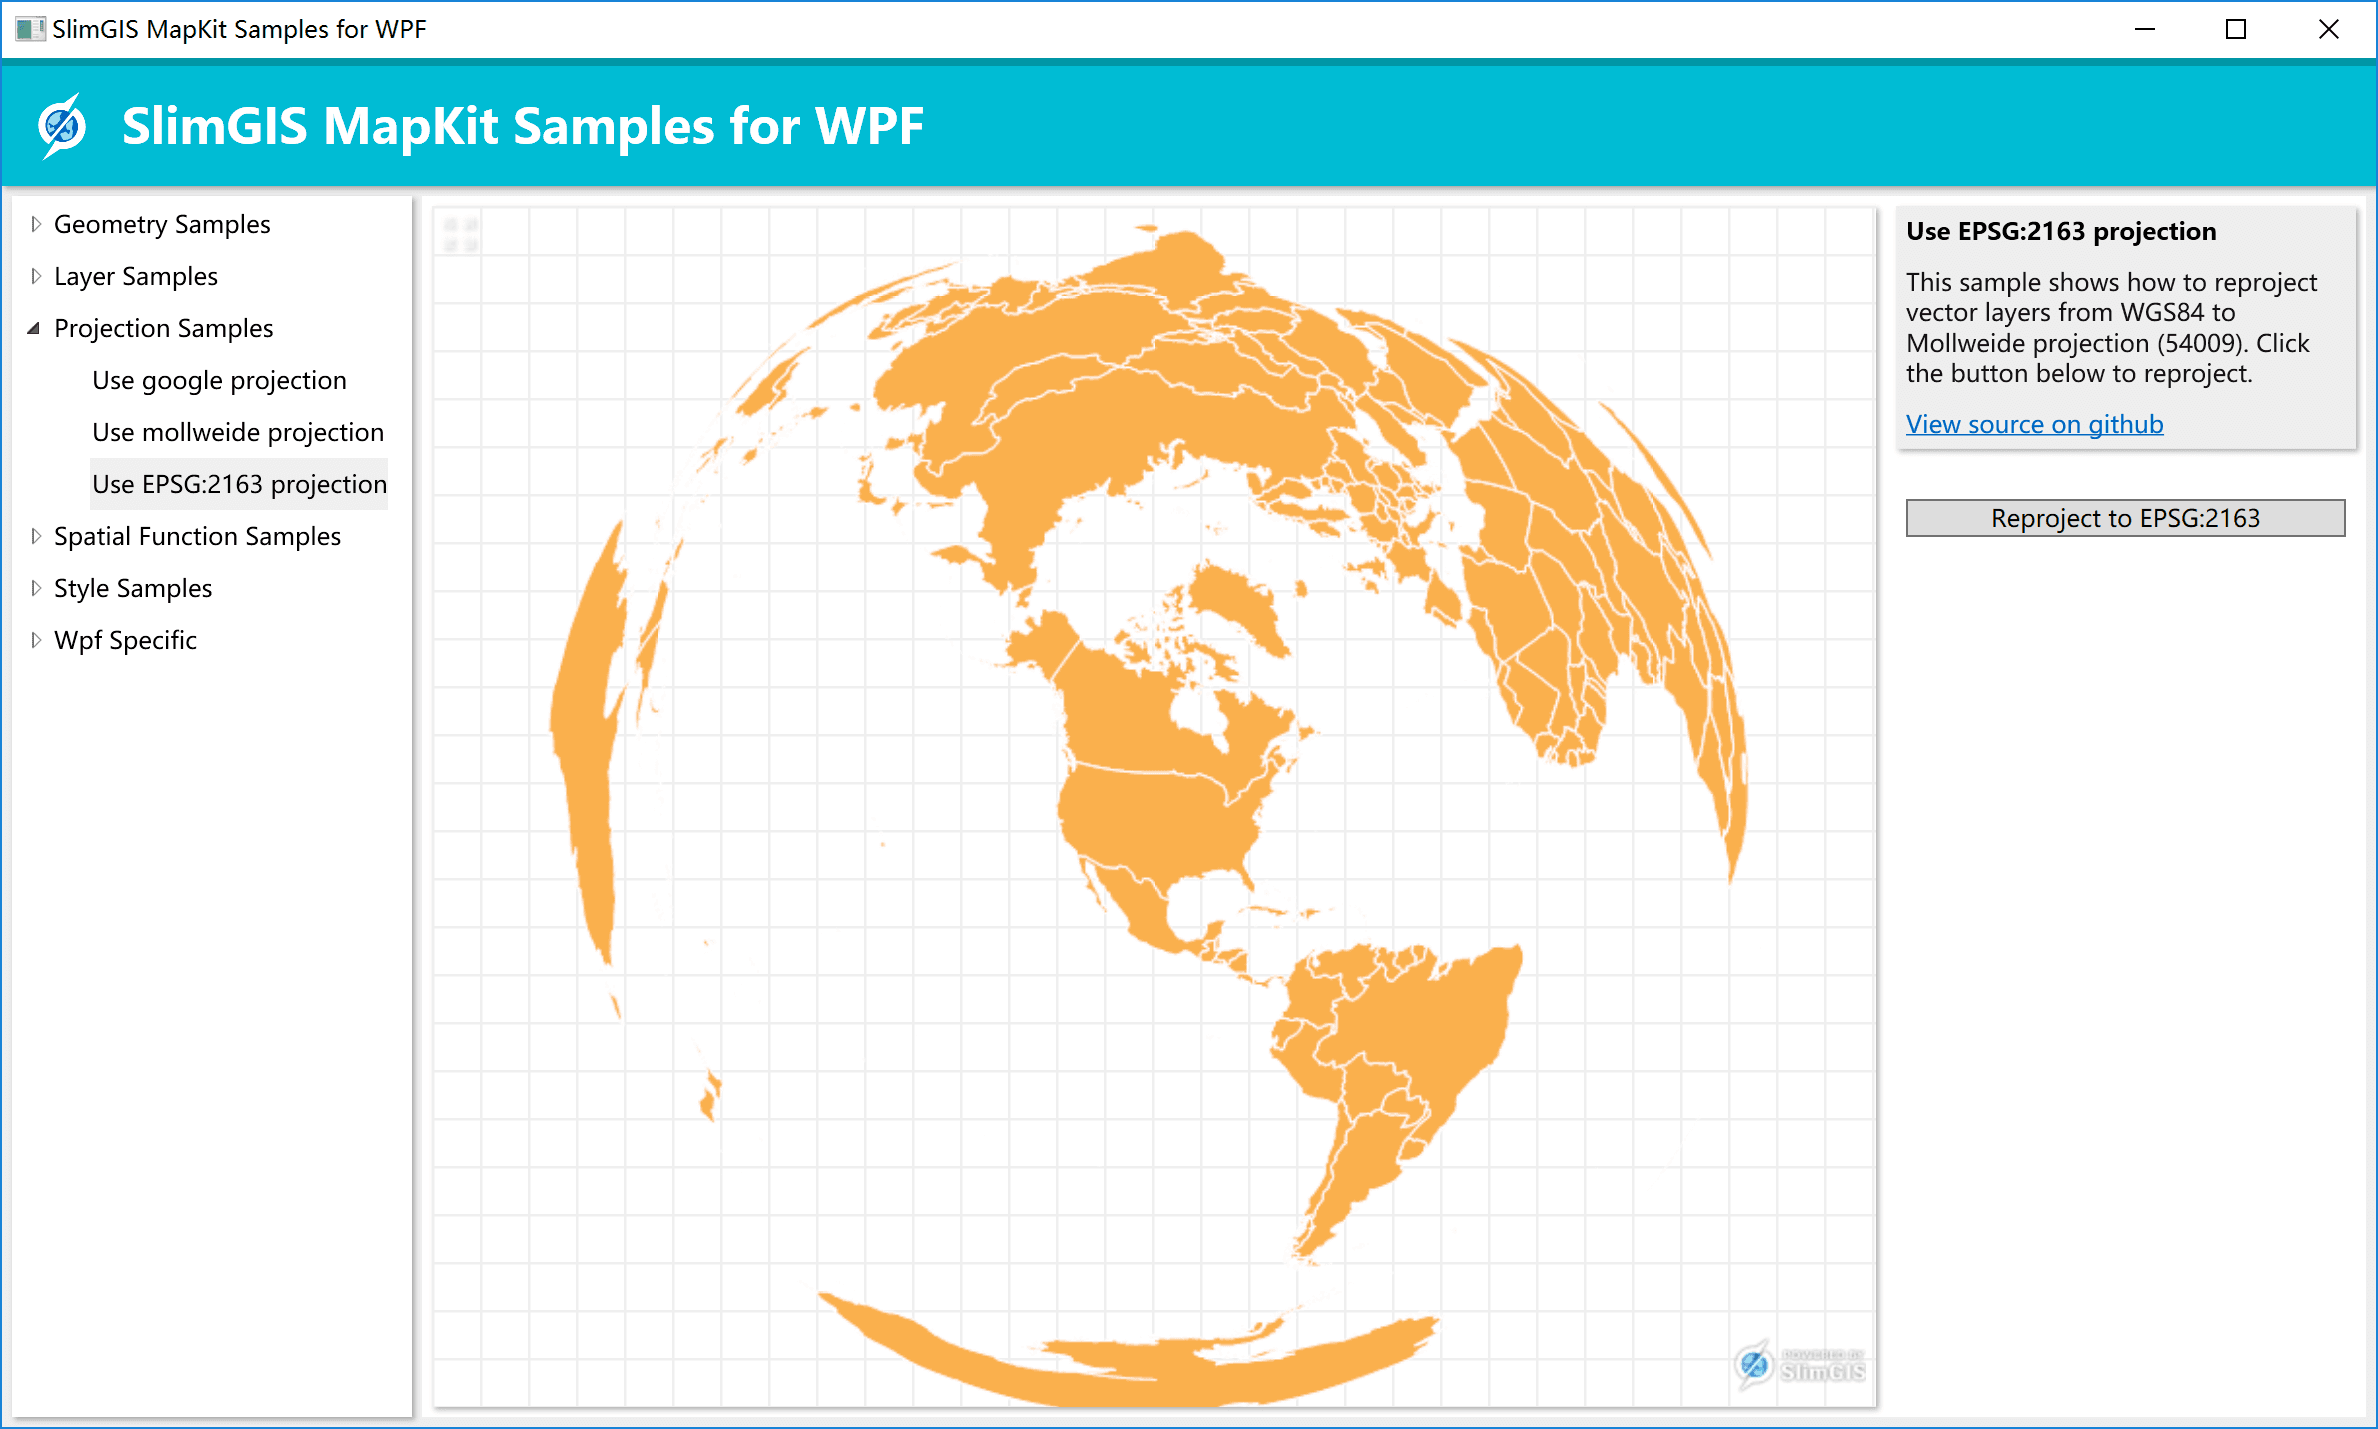 SlimGIS MapKit Samples for WPF
SlimGIS MapKit Samples for WPF
Geometry Samples
Layer Samples
Projection Samples
Use google projection
Use mollweide projection
Use EPSG:2163 projection
Spatial Function Samples
Style Samples
Wpf Specific
Use EPSG:2163 projection
This sample shows how to reproject
vector layers from WGS84 to
Mollweide projection (54009). Click
the button below to reproject.
View source on github
Reproject to EPSG:2163
POWERED BY
SlimGIS